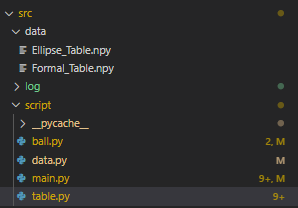 src
data
Ellipse_Table.npy
Formal_Table.npy
log
script
__pycache__
ball.py 2, M
data.py M
main.py 9+, M
table.py 9+